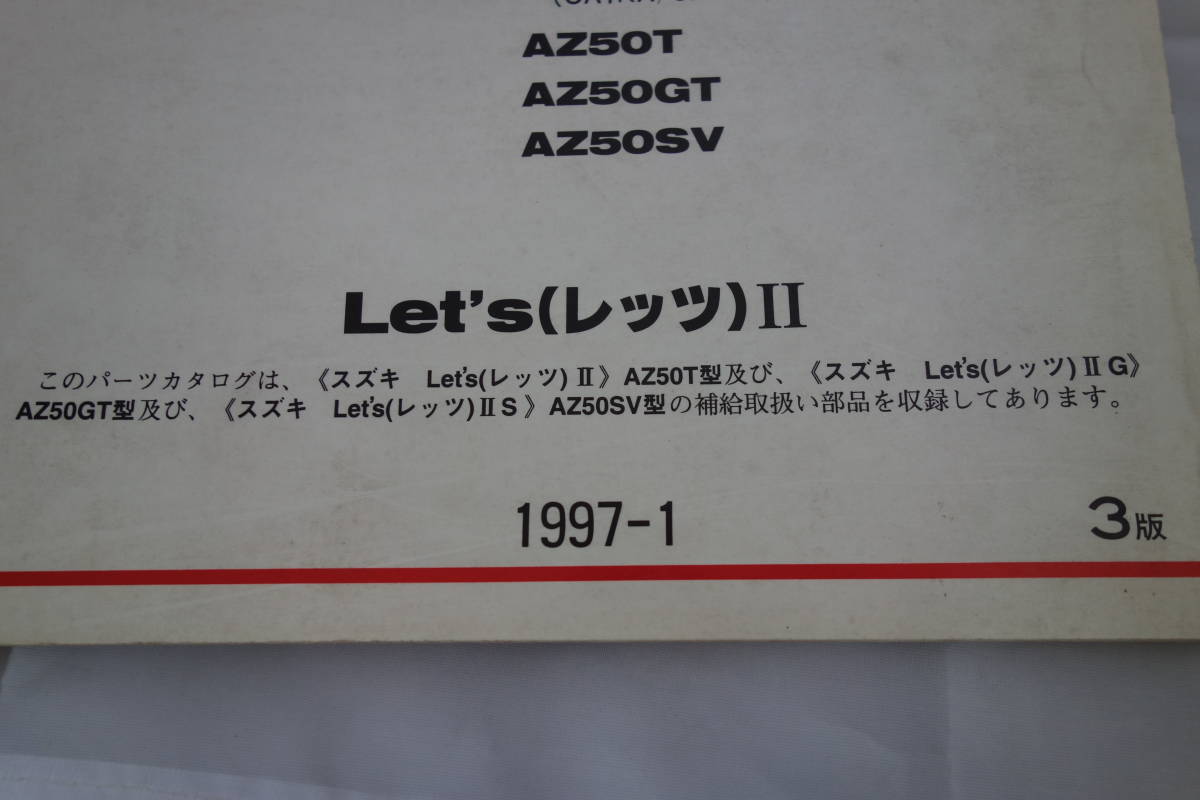 AZ50T
AZ50GT
AZ50SV
Let's(レッツ)II
このパーツカタログは、《スズキ　Let's(レッツ)II》AZ50T型及び、《スズキ　Let's(レッツ)II G》
AZ50GT型及び、《スズキ　Let's(レッツ)II S》AZ50SV型の補給取扱い部品を収録してあります。
1997-1
3版